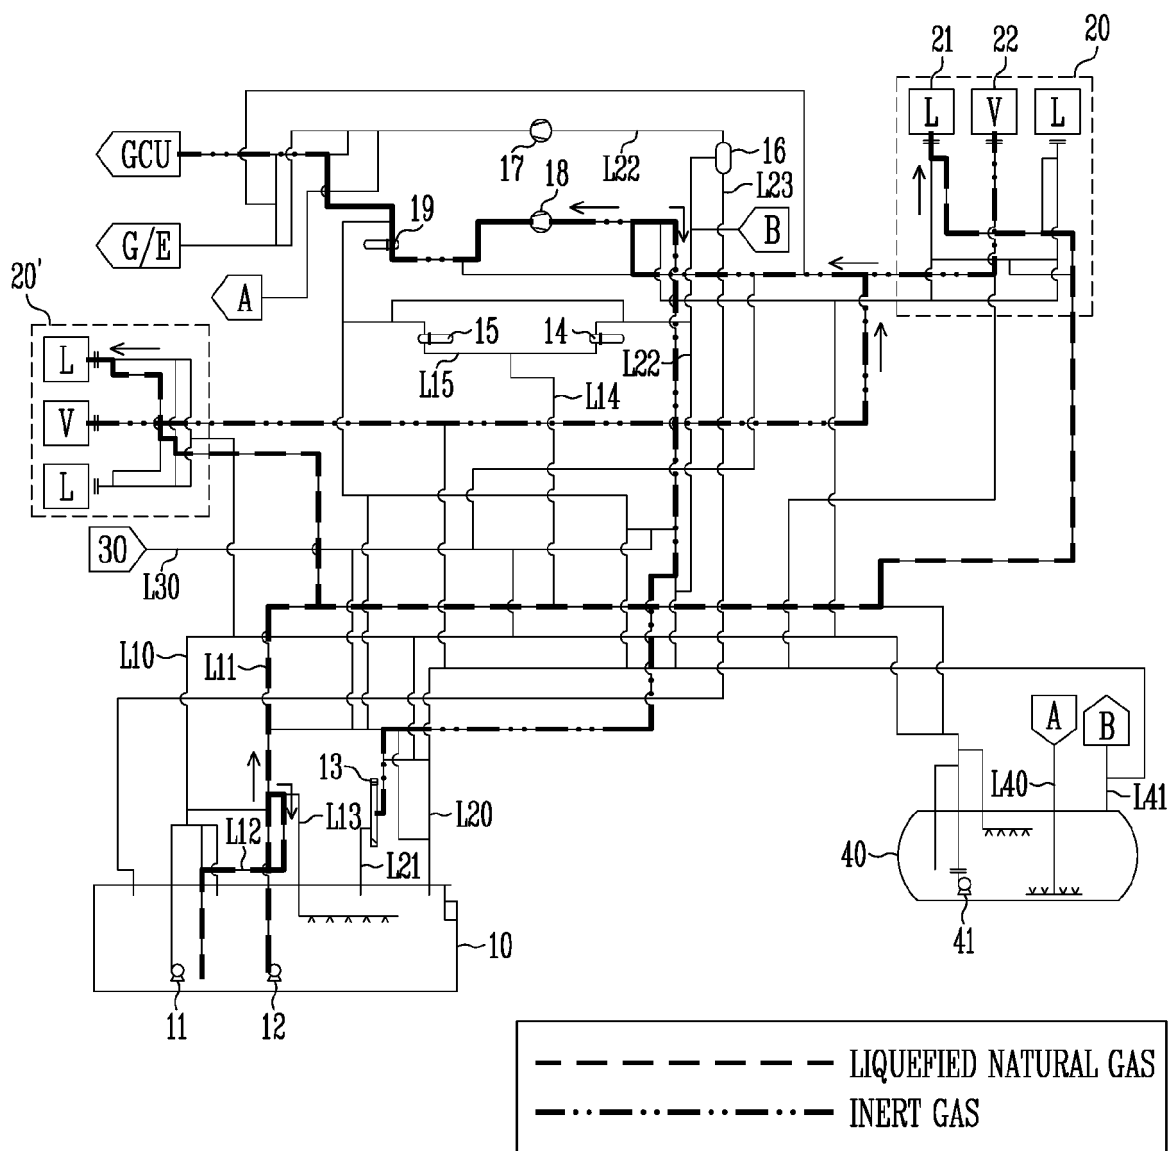 21 22 20
L V L
GCU
17 L22 16
L23
18
19
B
G/E
A
20'
15 14
L
L15 L22
L14
V
L
30
L30
L10 L11
A B
13
L40 L41
L12 L13 L20
L21
40
10
41
11 12
LIQUEFIED NATURAL GAS
INERT GAS